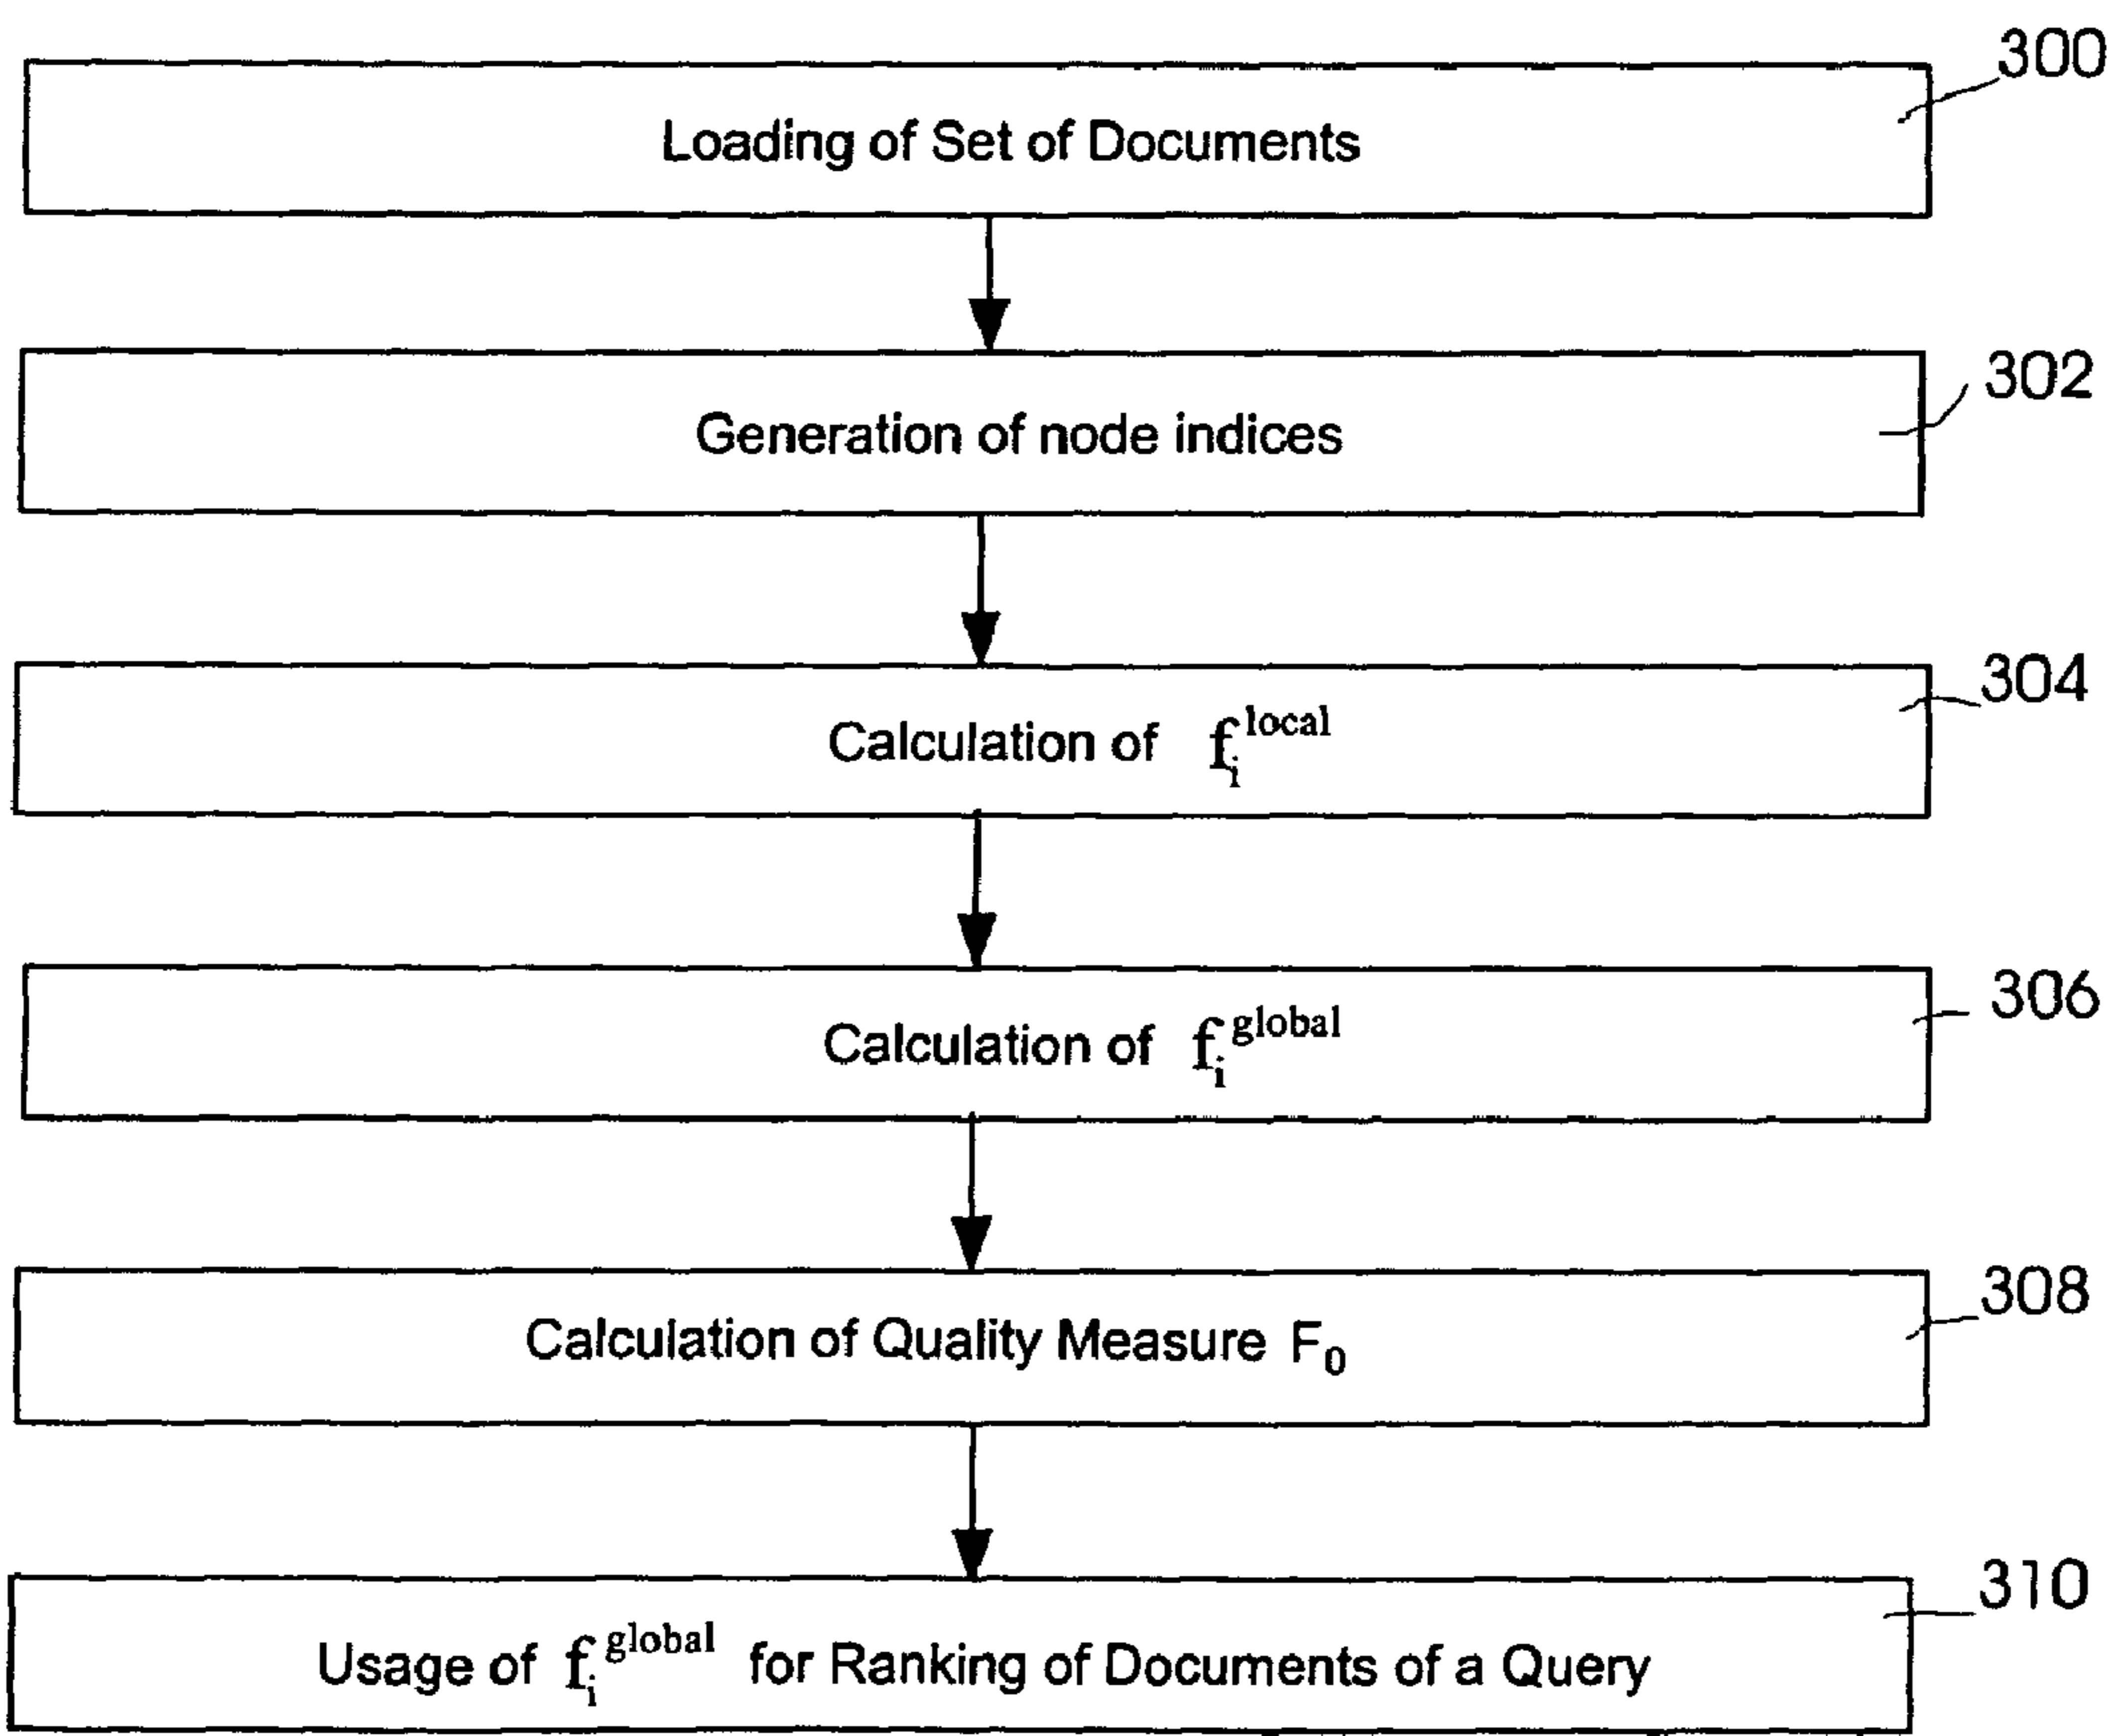 300
Loading of Set of Documents
302
Generation of node indices
304
Calculation of f_i^local
306
Calculation of f_i^global
308
Calculation of Quality Measure F_0
310
Usage of f_i^global for Ranking of Documents of a Query